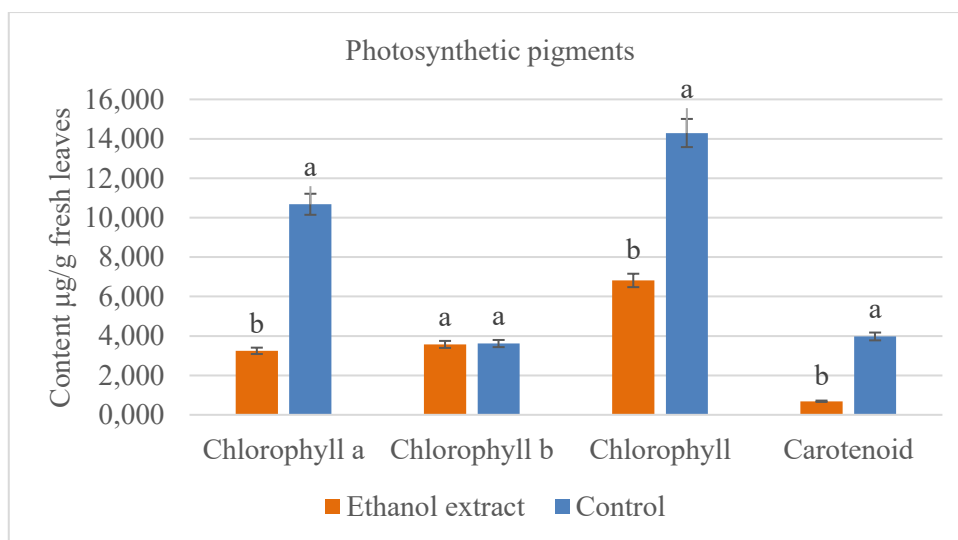 Photosynthetic pigments
Content µg/g fresh leaves
16,000
14,000
12,000
10,000
8,000
6,000
4,000
2,000
0,000
b
a
a
a
b
a
b
a
Chlorophyll a
Chlorophyll b
Chlorophyll
Carotenoid
Ethanol extract
Control